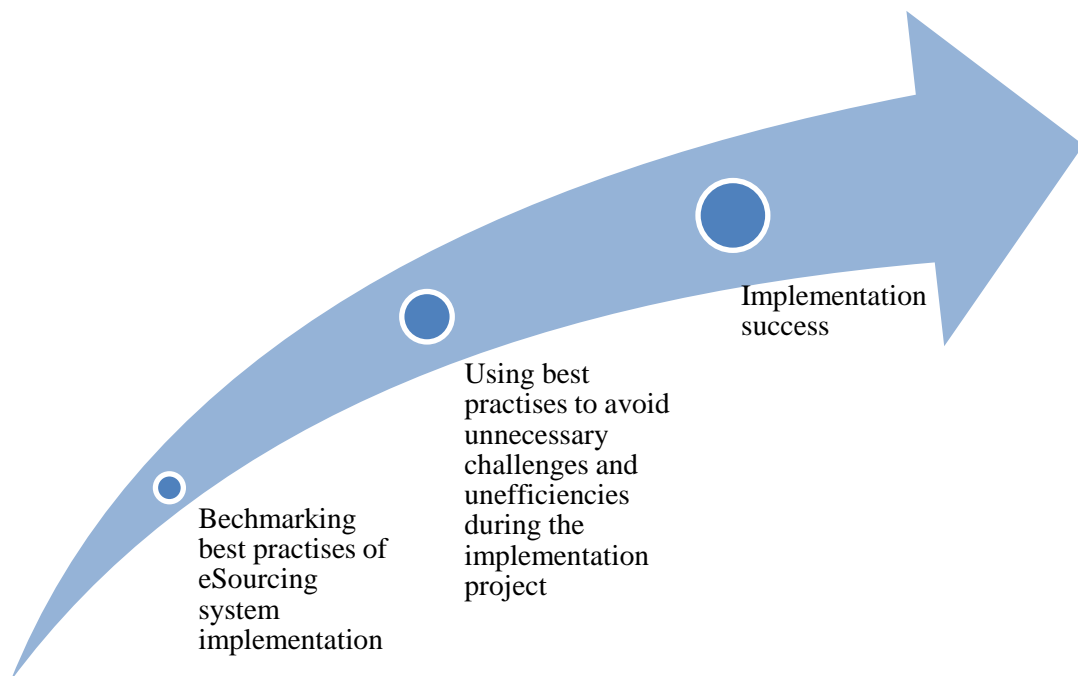 Implementation
success
Using best
practises to avoid
unnecessary
challenges and
unefficiencies
during the
implementation
project
Bechmarking
best practises of
eSourcing
system
implementation